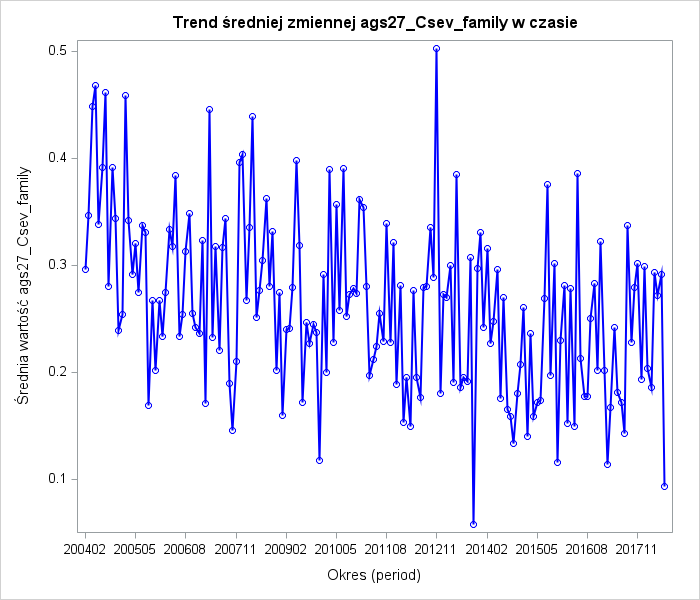 Trend średniej zmiennej ags27_Csev_family w czasie
Średnia wartość ags27_Csev_family
0.5
0.4
0.3
0.2
0.1
200402 200505 200608 200711 200902 201005 201108 201211 201402 201505 201608 201711
Okres (period)